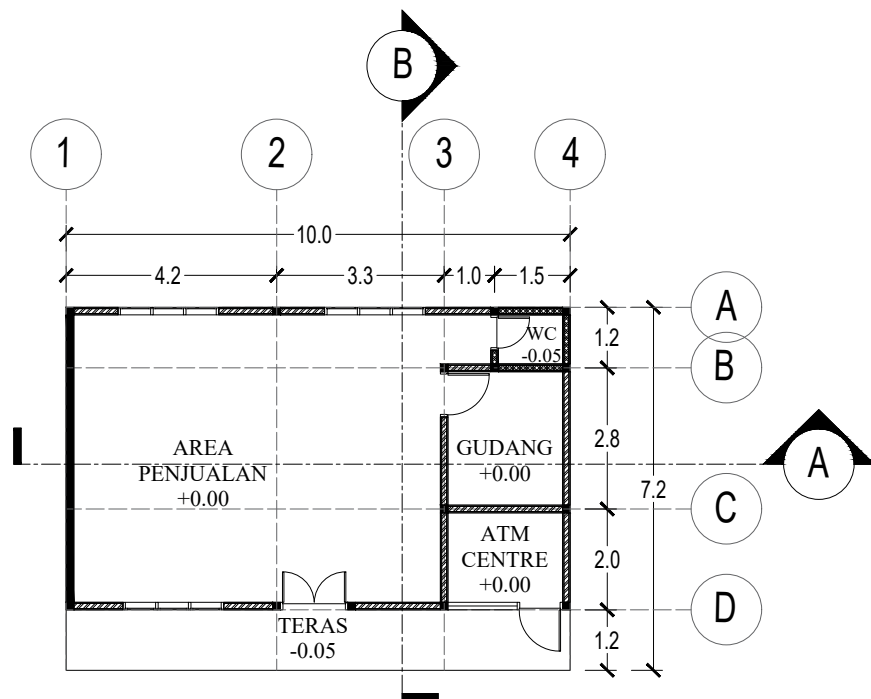 B
1
2
3
4
10.0
4.2
3.3
1.0
1.5
A
WC
-0.05
1.2
B
AREA
PENJUALAN
+0.00
GUDANG
+0.00
2.8
A
7.2
C
ATM
CENTRE
+0.00
2.0
D
TERAS
-0.05
1.2